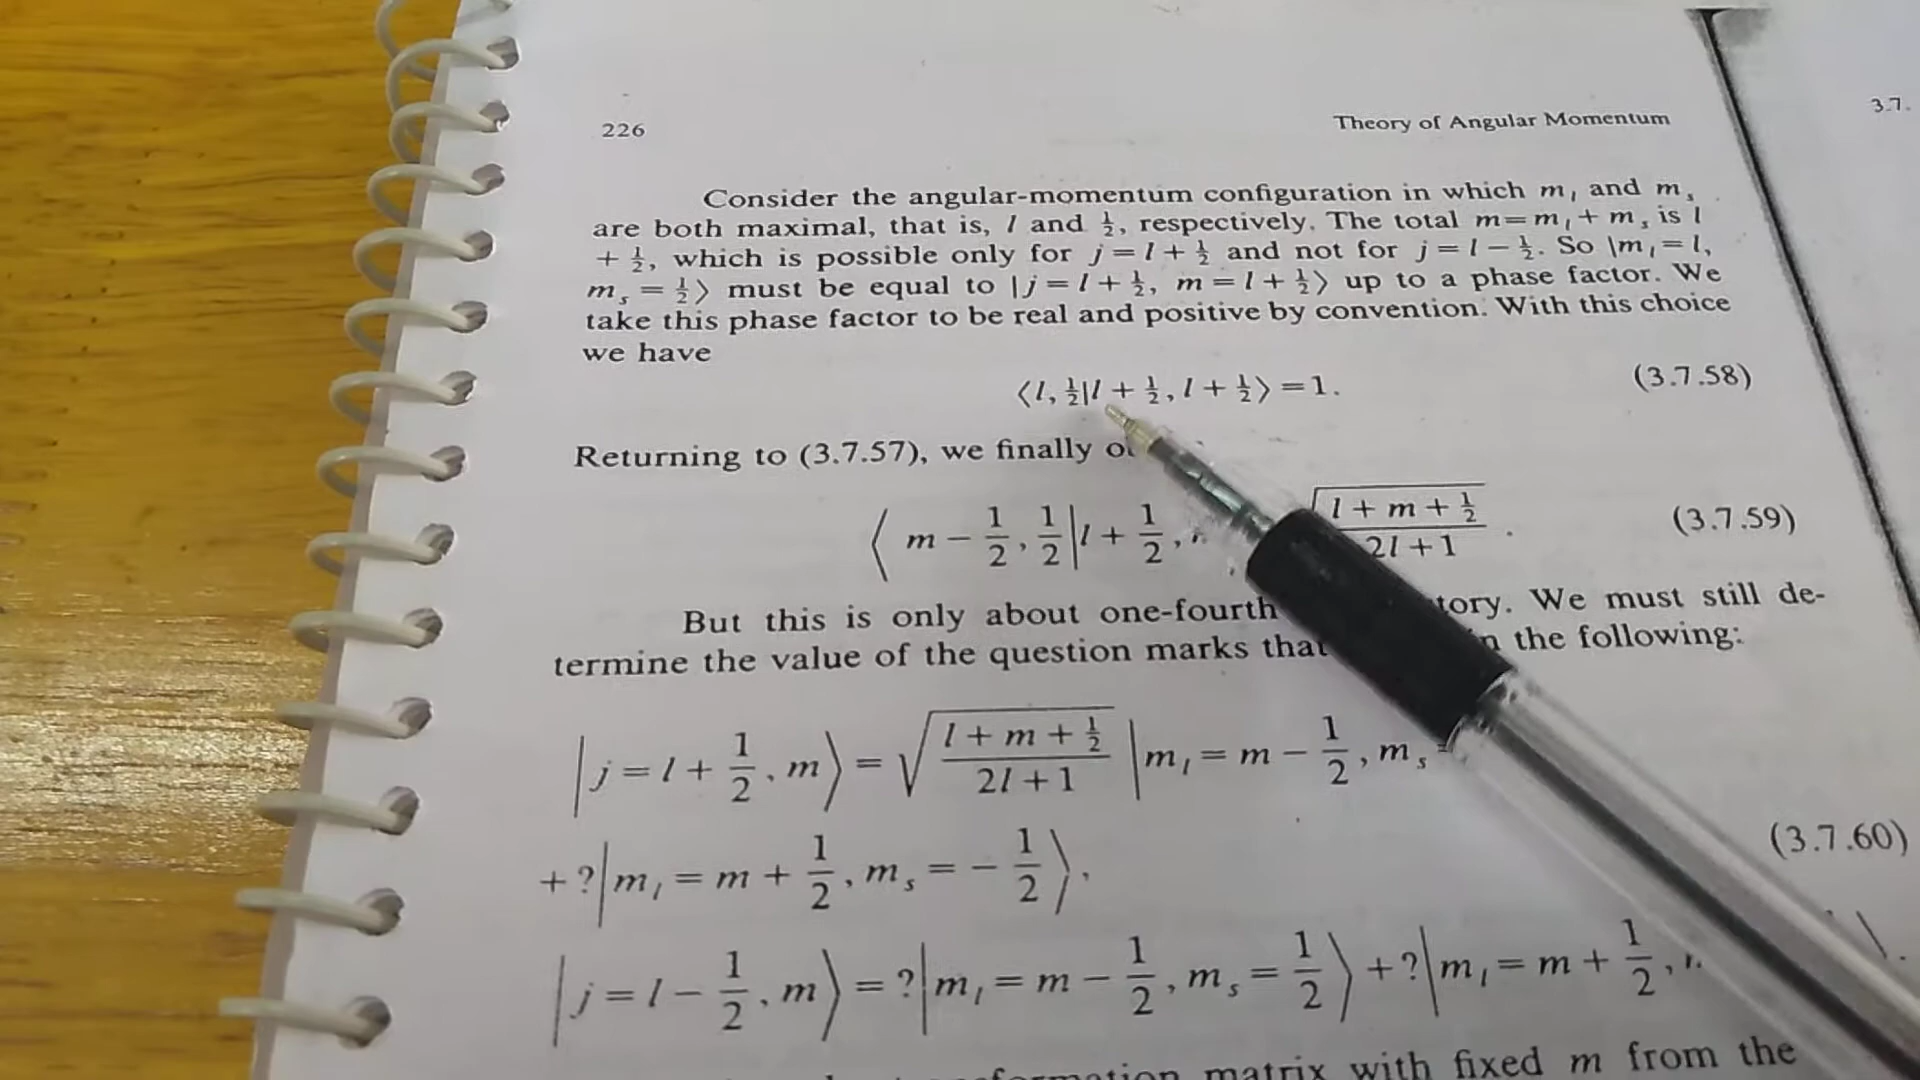 226 Theory of Angular Momentum 3.7.
Consider the angular-momentum configuration in which m_l and m_s
are both maximal, that is, l and ½, respectively. The total m = m_l + m_s is l
+ ½, which is possible only for j = l + ½ and not for j = l − ½. So |m_l = l,
m_s = ½⟩ must be equal to |j = l + ½, m = l + ½⟩ up to a phase factor. We
take this phase factor to be real and positive by convention. With this choice
we have
⟨l, ½|l + ½, l + ½⟩ = 1. (3.7.58)
Returning to (3.7.57), we finally
⟨m − 1/2, 1/2|l + 1/2, √((l + m + ½)/(2l + 1)). (3.7.59)
But this is only about one-fourth We must still de-
termine the value of the question marks the following:
|j = l + 1/2, m⟩ = √((l + m + ½)/(2l + 1)) |m_l = m − 1/2, m_s
+ ?|m_l = m + 1/2, m_s = − 1/2⟩, (3.7.60)
|j = l − 1/2, m⟩ = ?|m_l = m − 1/2, m_s = 1/2⟩ + ?|m_l = m + 1/2,
matrix with fixed m from the